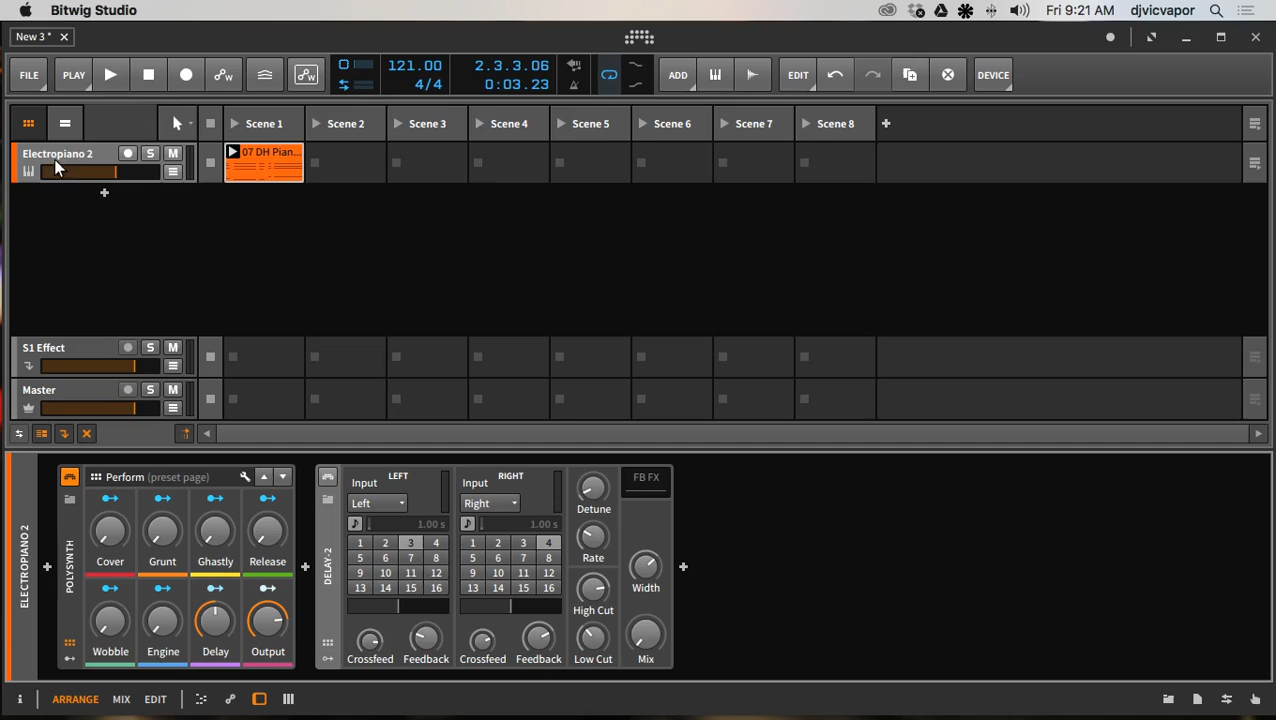 Bitwig Studio
Fri 9:21 AM djvicvapor
New 3 *
FILE PLAY 121.00 2.3.3.06 ADD EDIT DEVICE
4/4 0:03.23
Scene 1 Scene 2 Scene 3 Scene 4 Scene 5 Scene 6 Scene 7 Scene 8
Electropiano 2 S M 07 DH Pian...
S1 Effect S M
Master S M
ELECTROPIANO 2
POLYSYNTH
Perform (preset page)
Cover Grunt Ghastly Release
Wobble Engine Delay Output
DELAY-2
LEFT
Input
Left
1.00 s
1 2 3 4
5 6 7 8
9 10 11 12
13 14 15 16
Crossfeed Feedback
RIGHT
Input
Right
1.00 s
1 2 3 4
5 6 7 8
9 10 11 12
13 14 15 16
Crossfeed Feedback
Detune
Rate
High Cut
Low Cut
FB FX
Width
Mix
i ARRANGE MIX EDIT